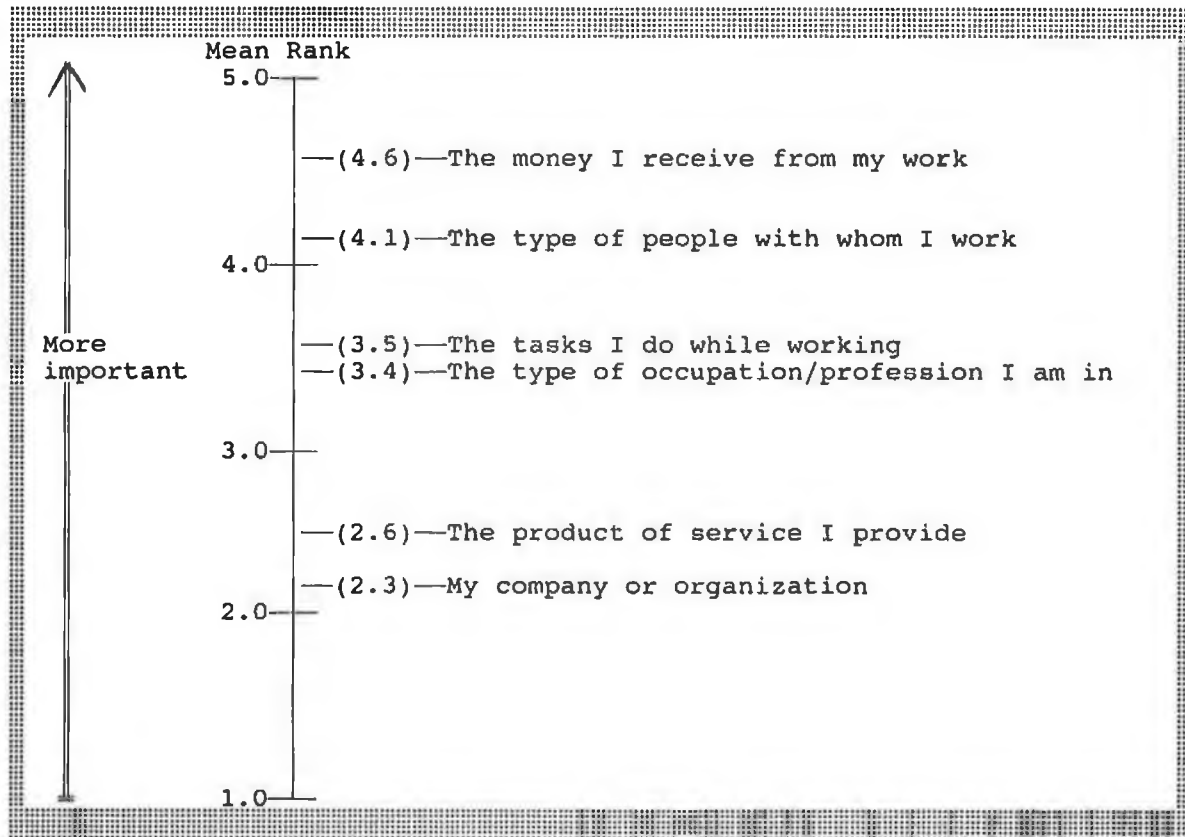 Mean Rank
5.0
(4.6)—The money I receive from my work
(4.1)—The type of people with whom I work
4.0
More
important
(3.5)—The tasks I do while working
(3.4)—The type of occupation/profession I am in
3.0
(2.6)—The product of service I provide
(2.3)—My company or organization
2.0
1.0